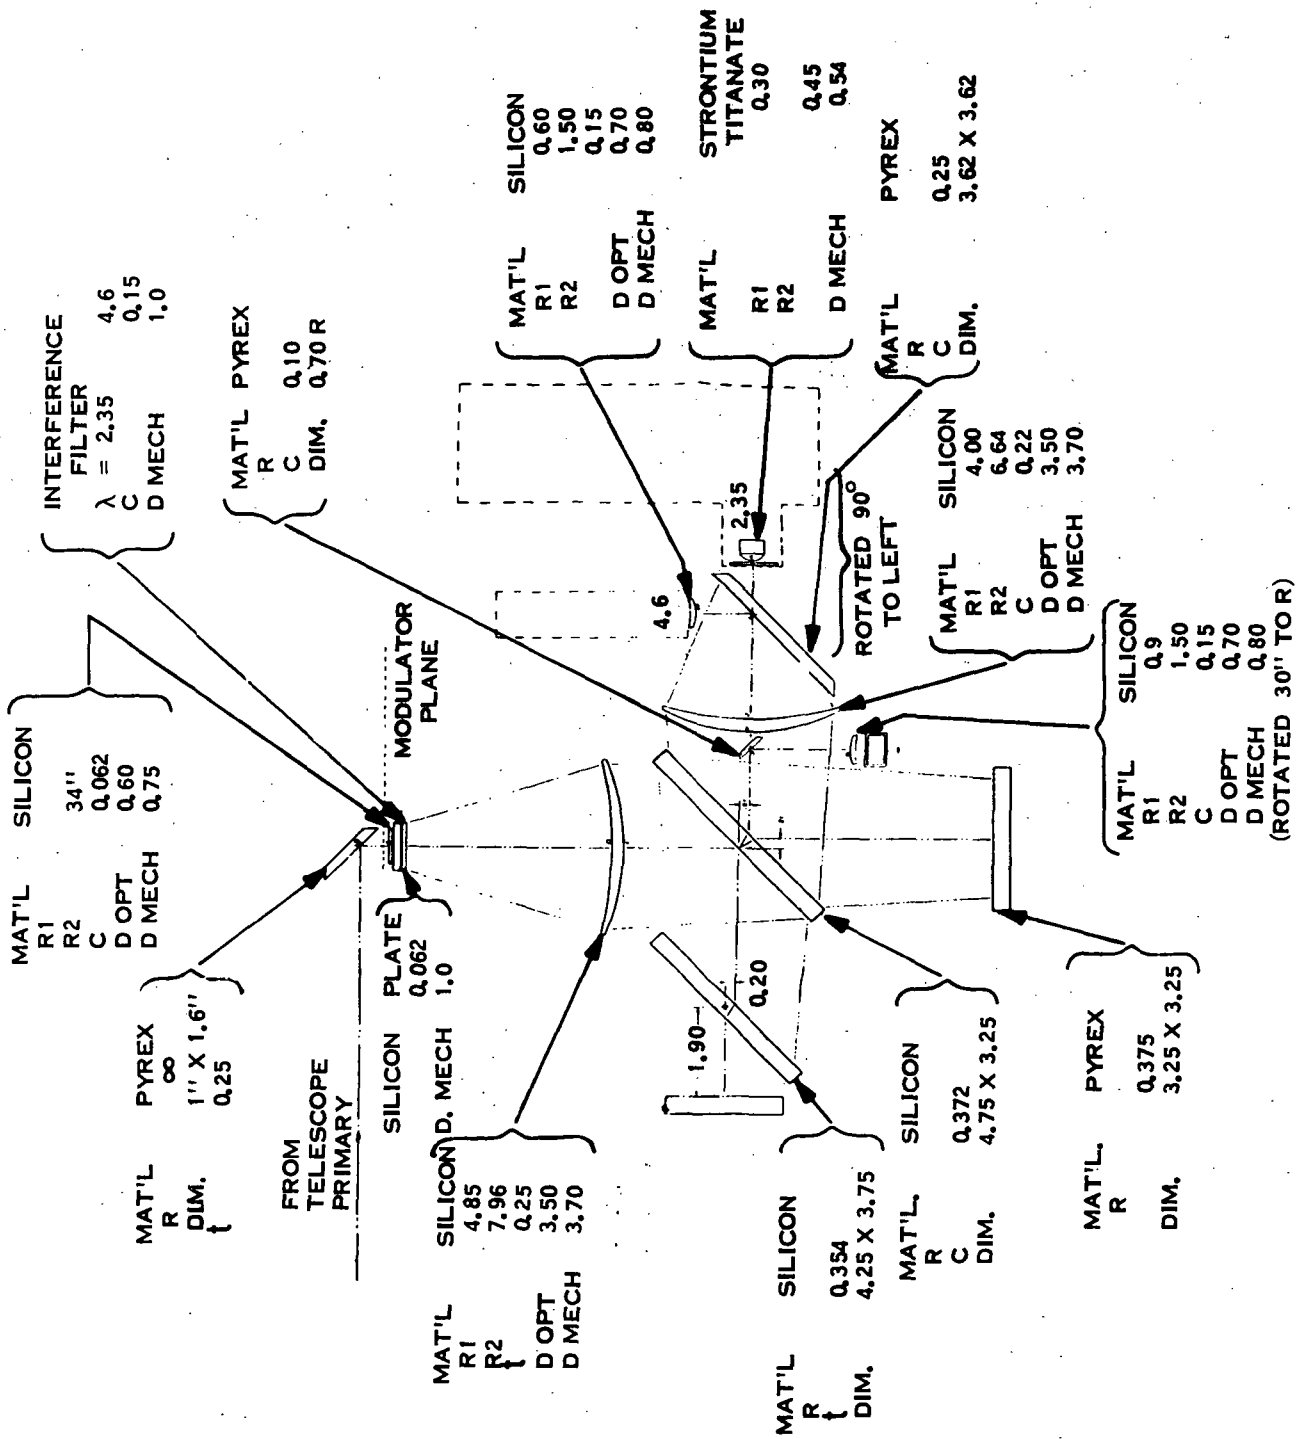 INTERFERENCE
FILTER
λ = 2.35 4.6
C 0.15
D MECH 1.0
MAT'L PYREX
R
C 0.10
DIM. 0.70 R
MAT'L SILICON
R1 0.60
R2 1.50
0.15
D OPT 0.70
D MECH 0.80
MAT'L STRONTIUM
TITANATE
R1 0.30
R2
0.45
D MECH 0.54
MAT'L PYREX
R
C 0.25
DIM. 3.62 X 3.62
MAT'L SILICON
R1
R2 34"
C 0.062
D OPT 0.60
D MECH 0.75
MODULATOR
PLANE
4.6
2.35
ROTATED 90°
TO LEFT
MAT'L SILICON
R1 4.00
R2 6.64
C 0.22
D OPT 3.50
D MECH 3.70
MAT'L SILICON
R1 0.9
R2 1.50
C 0.15
D OPT 0.70
D MECH 0.80
(ROTATED 30" TO R)
MAT'L PYREX
R ∞
DIM. 1" X 1.6"
t 0.25
FROM
TELESCOPE
PRIMARY
SILICON PLATE
0.062
D. MECH 1.0
MAT'L SILICON
R1 4.85
R2 7.96
t 0.25
D OPT 3.50
D MECH 3.70
1.90
0.20
MAT'L SILICON
R
t 0.354
DIM. 4.25 X 3.75
MAT'L. SILICON
R
C 0.372
DIM. 4.75 X 3.25
MAT'L. PYREX
R
0.375
DIM. 3.25 X 3.25